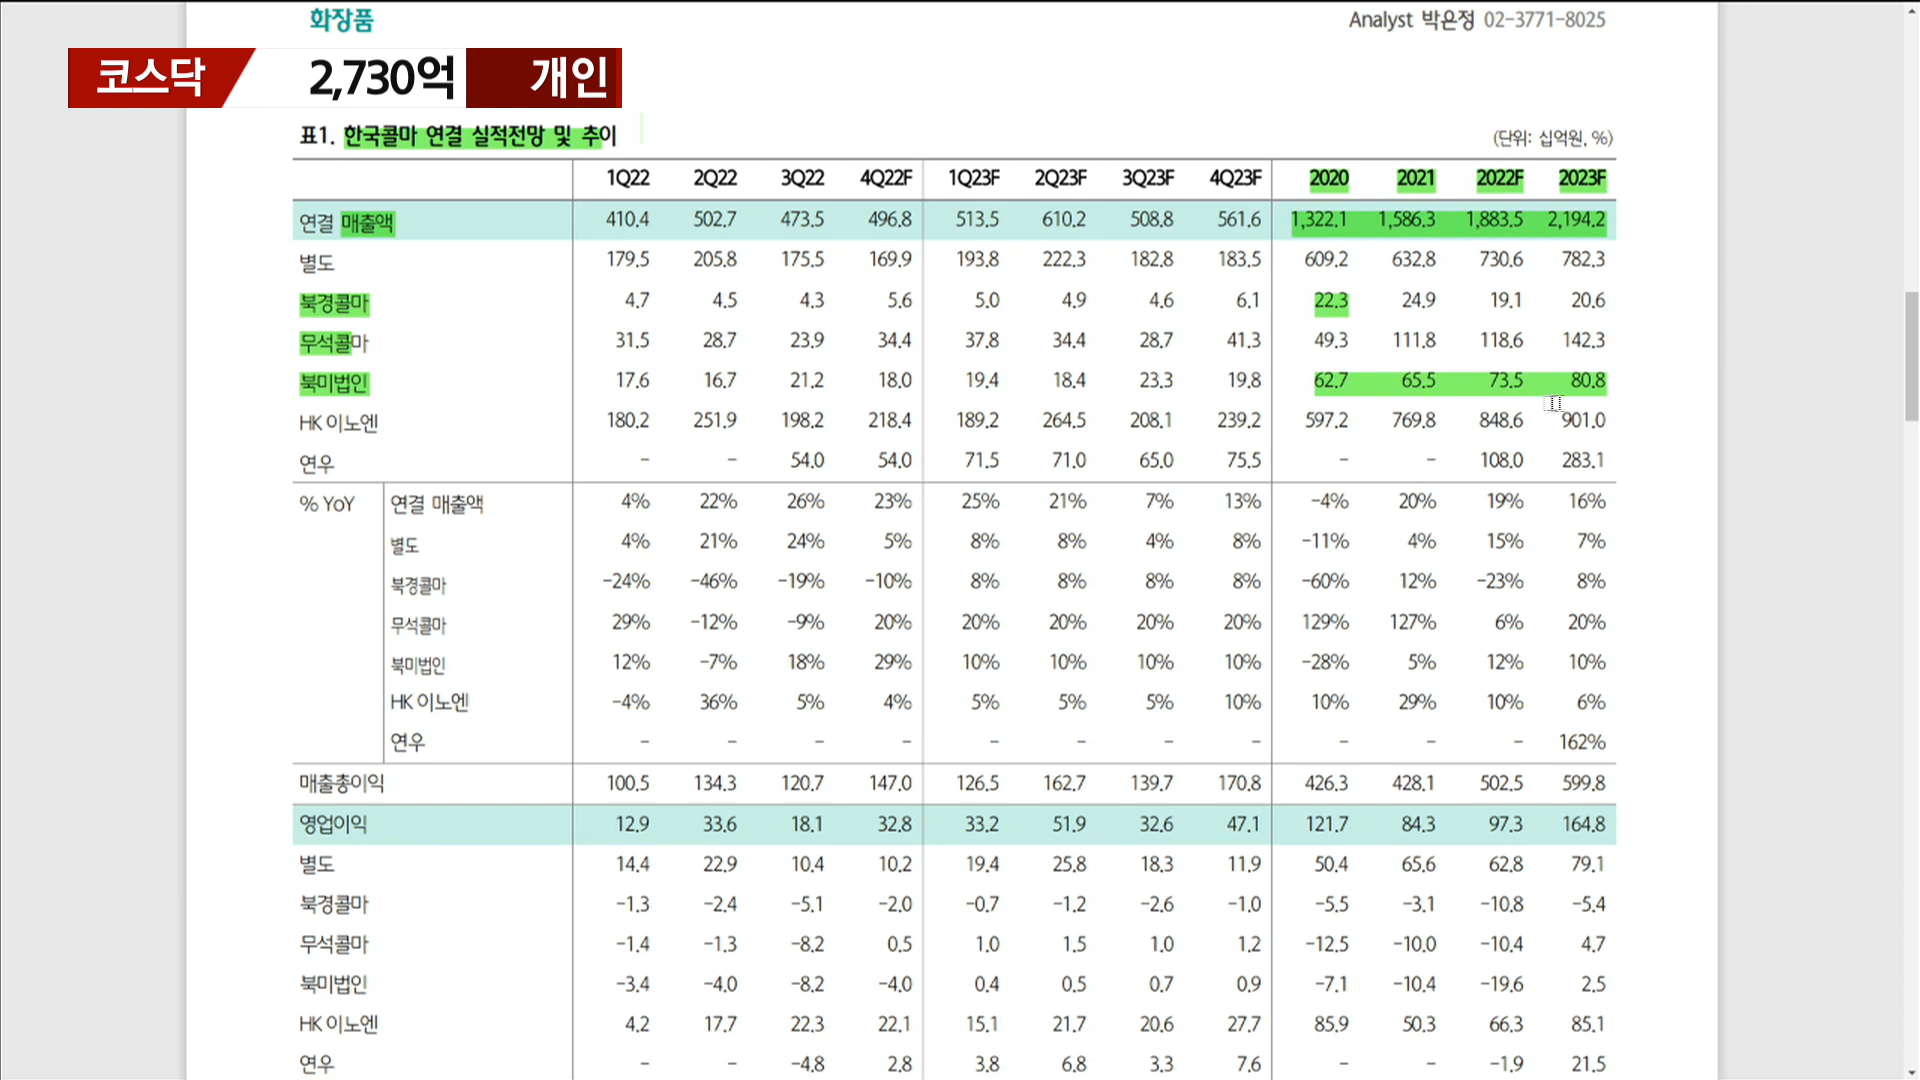 화장품
Analyst 박은정 02-3771-8025
코스닥 2,730억 개인
표1. 한국콜마 연결 실적전망 및 추이
(단위: 십억원, %)
1Q22 2Q22 3Q22 4Q22F 1Q23F 2Q23F 3Q23F 4Q23F 2020 2021 2022F 2023F
연결 매출액 410.4 502.7 473.5 496.8 513.5 610.2 508.8 561.6 1,322.1 1,586.3 1,883.5 2,194.2
별도 179.5 205.8 175.5 169.9 193.8 222.3 182.8 183.5 609.2 632.8 730.6 782.3
북경콜마 4.7 4.5 4.3 5.6 5.0 4.9 4.6 6.1 22.3 24.9 19.1 20.6
무석콜마 31.5 28.7 23.9 34.4 37.8 34.4 28.7 41.3 49.3 111.8 118.6 142.3
북미법인 17.6 16.7 21.2 18.0 19.4 18.4 23.3 19.8 62.7 65.5 73.5 80.8
HK 이노엔 180.2 251.9 198.2 218.4 189.2 264.5 208.1 239.2 597.2 769.8 848.6 901.0
연우 - - 54.0 54.0 71.5 71.0 65.0 75.5 - - 108.0 283.1
% YoY 연결 매출액 4% 22% 26% 23% 25% 21% 7% 13% -4% 20% 19% 16%
별도 4% 21% 24% 5% 8% 8% 4% 8% -11% 4% 15% 7%
북경콜마 -24% -46% -19% -10% 8% 8% 8% 8% -60% 12% -23% 8%
무석콜마 29% -12% -9% 20% 20% 20% 20% 20% 129% 127% 6% 20%
북미법인 12% -7% 18% 29% 10% 10% 10% 10% -28% 5% 12% 10%
HK 이노엔 -4% 36% 5% 4% 5% 5% 5% 10% 10% 29% 10% 6%
연우 - - - - - - - - - - - 162%
매출총이익 100.5 134.3 120.7 147.0 126.5 162.7 139.7 170.8 426.3 428.1 502.5 599.8
영업이익 12.9 33.6 18.1 32.8 33.2 51.9 32.6 47.1 121.7 84.3 97.3 164.8
별도 14.4 22.9 10.4 10.2 19.4 25.8 18.3 11.9 50.4 65.6 62.8 79.1
북경콜마 -1.3 -2.4 -5.1 -2.0 -0.7 -1.2 -2.6 -1.0 -5.5 -3.1 -10.8 -5.4
무석콜마 -1.4 -1.3 -8.2 0.5 1.0 1.5 1.0 1.2 -12.5 -10.0 -10.4 4.7
북미법인 -3.4 -4.0 -8.2 -4.0 0.4 0.5 0.7 0.9 -7.1 -10.4 -19.6 2.5
HK 이노엔 4.2 17.7 22.3 22.1 15.1 21.7 20.6 27.7 85.9 50.3 66.3 85.1
연우 - - -4.8 2.8 3.8 6.8 3.3 7.6 - - -1.9 21.5